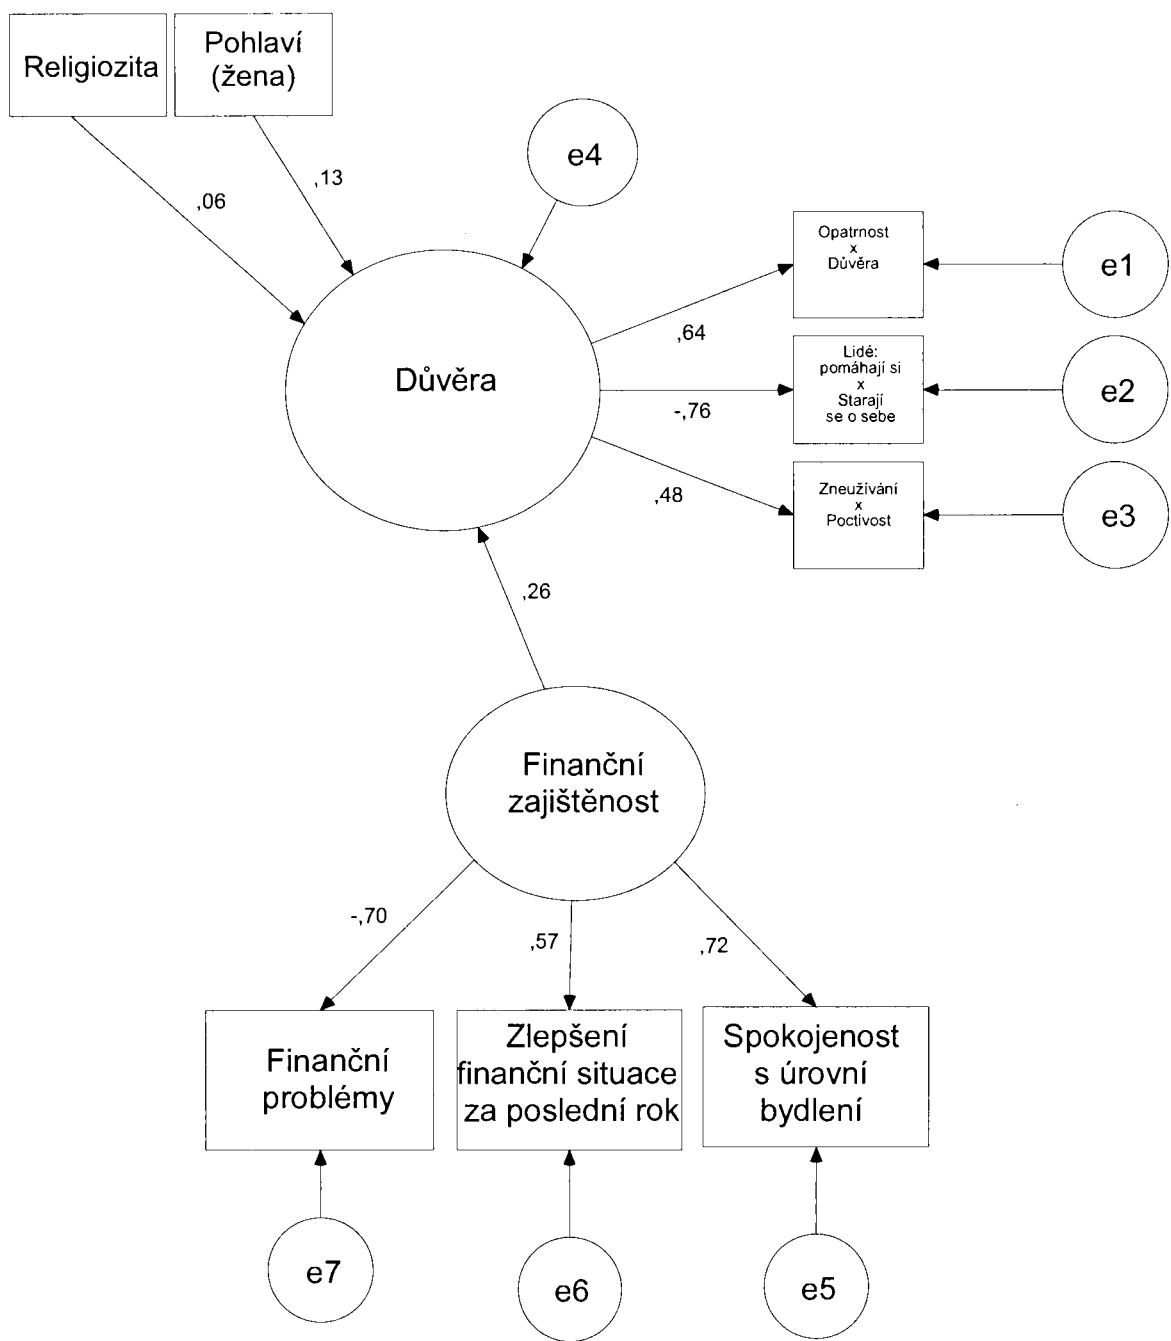 Religiozita
Pohlaví
(žena)
e4
,13
,06
Opatrnost
x
Důvěra
e1
,64
Důvěra
Lidé:
pomáhají si
x
Starají
se o sebe
e2
-,76
,48
Zneužívání
x
Poctivost
e3
,26
Finanční
zajištěnost
-,70
,57
,72
Finanční
problémy
Zlepšení
finanční situace
za poslední rok
Spokojenost
s úrovní
bydlení
e7
e6
e5